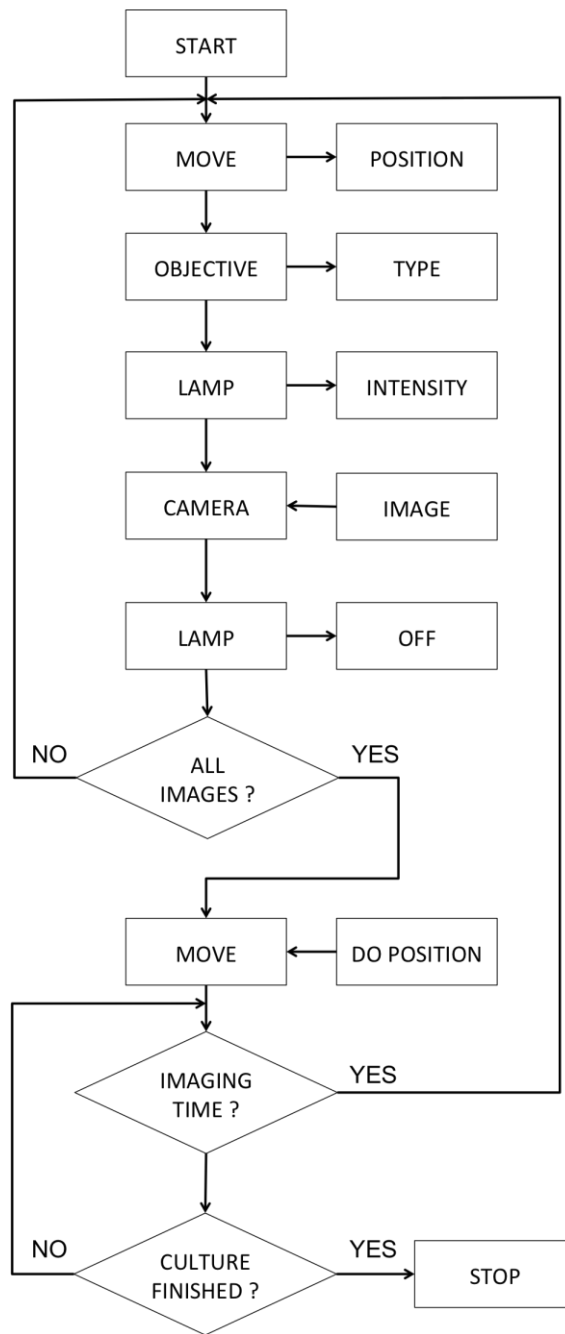 START
MOVE
POSITION
OBJECTIVE
TYPE
LAMP
INTENSITY
CAMERA
IMAGE
LAMP
OFF
NO
YES
ALL
IMAGES ?
MOVE
DO POSITION
IMAGING
TIME ?
YES
NO
YES
CULTURE
FINISHED ?
STOP